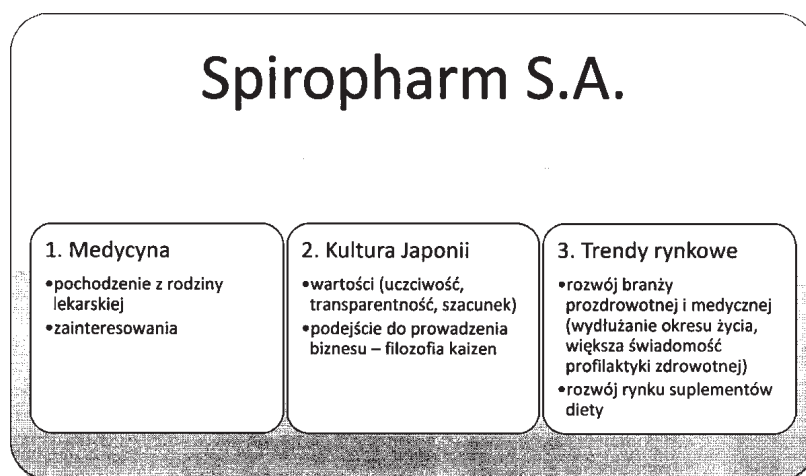 Spiropharm S.A.
1. Medycyna
•pochodzenie z rodziny
lekarskiej
•zainteresowania
2. Kultura Japonii
•wartości (uczciwość,
transparentność, szacunek)
•podejście do prowadzenia
biznesu – filozofia kaizen
3. Trendy rynkowe
•rozwój branży
prozdrowotnej i medycznej
(wydłużanie okresu życia,
większa świadomość
profilaktyki zdrowotnej)
•rozwój rynku suplementów
diety